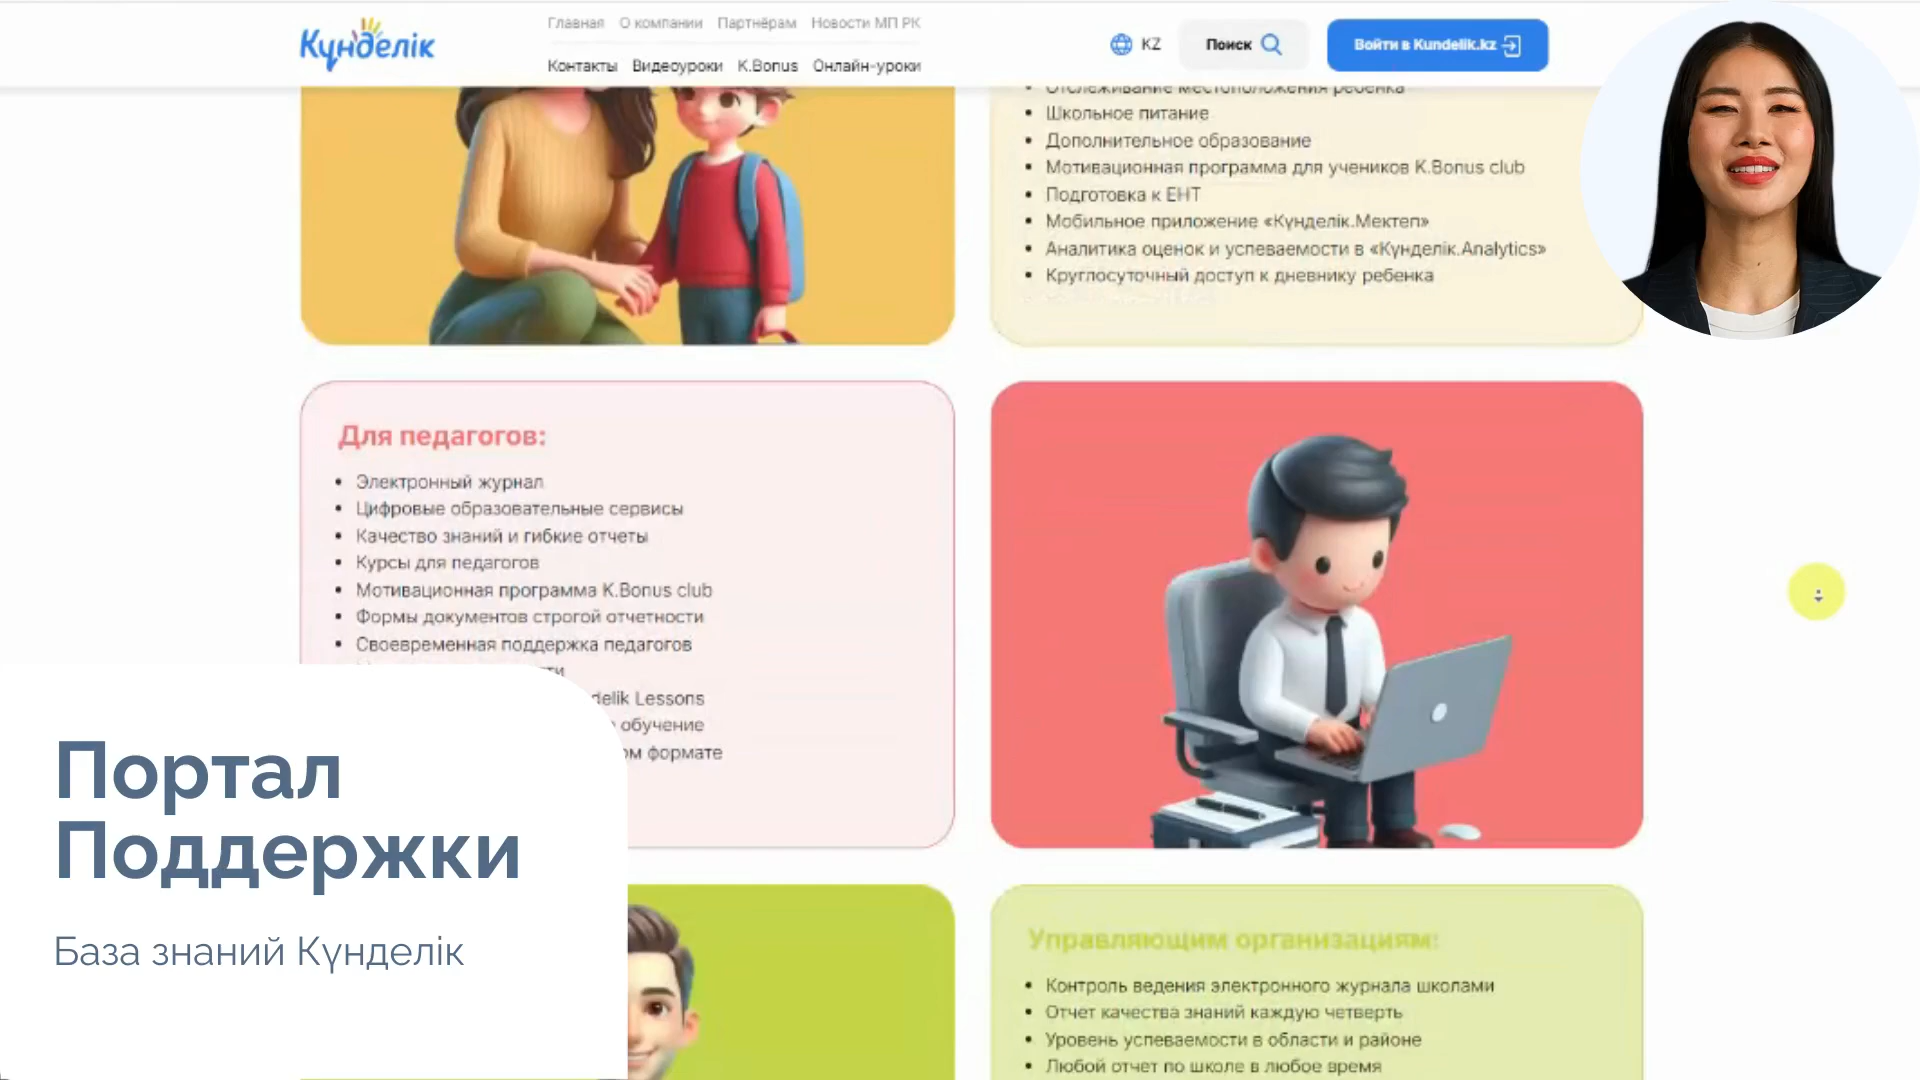 Күнделік
Главная О компании Партнёрам Новости МП РК
Контакты Видеоуроки K.Bonus Онлайн-уроки
KZ
Поиск
Войти в Kundelik.kz
Отслеживание местоположения ребенка
Школьное питание
Дополнительное образование
Мотивационная программа для учеников K.Bonus club
Подготовка к ЕНТ
Мобильное приложение «Күнделік.Мектеп»
Аналитика оценок и успеваемости в «Күнделік.Analytics»
Круглосуточный доступ к дневнику ребенка
Для педагогов:
Электронный журнал
Цифровые образовательные сервисы
Качество знаний и гибкие отчеты
Курсы для педагогов
Мотивационная программа K.Bonus club
Формы документов строгой отчетности
Своевременная поддержка педагогов
Lessons
обучение
формате
Портал
Поддержки
База знаний Күнделік
Управляющим организациям:
Контроль ведения электронного журнала школами
Отчет качества знаний каждую четверть
Уровень успеваемости в области и районе
Любой отчет по школе в любое время